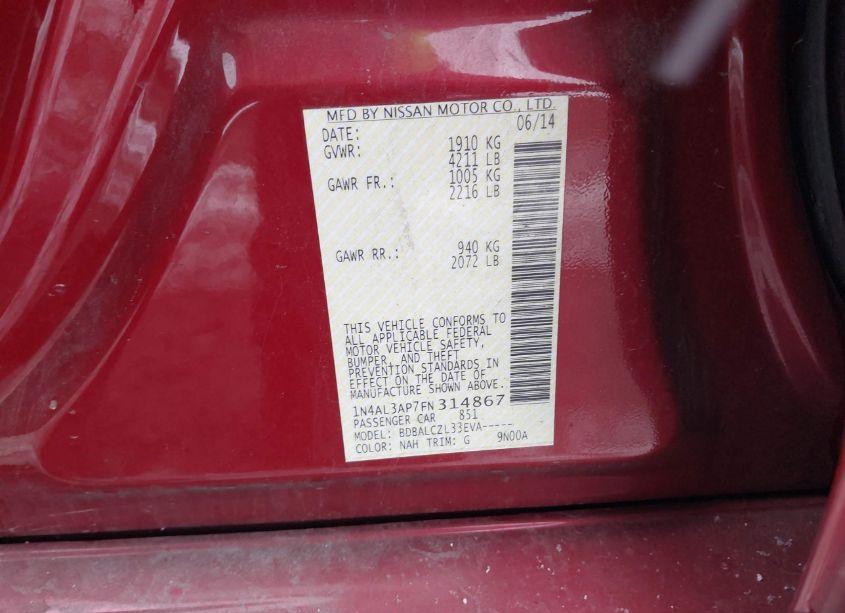 MFD BY NISSAN MOTOR CO., LTD.
DATE: 06/14
GVWR: 1910 KG
4211 LB
GAWR FR.: 1005 KG
2216 LB
GAWR RR.: 940 KG
2072 LB
THIS VEHICLE CONFORMS TO
ALL APPLICABLE FEDERAL
MOTOR VEHICLE SAFETY,
BUMPER, AND THEFT
PREVENTION STANDARDS IN
EFFECT ON THE DATE OF
MANUFACTURE SHOWN ABOVE.
1N4AL3AP7FN314867
PASSENGER CAR 851
MODEL: BDBALCZL33EVA-----
COLOR: NAH TRIM: G 9N00A